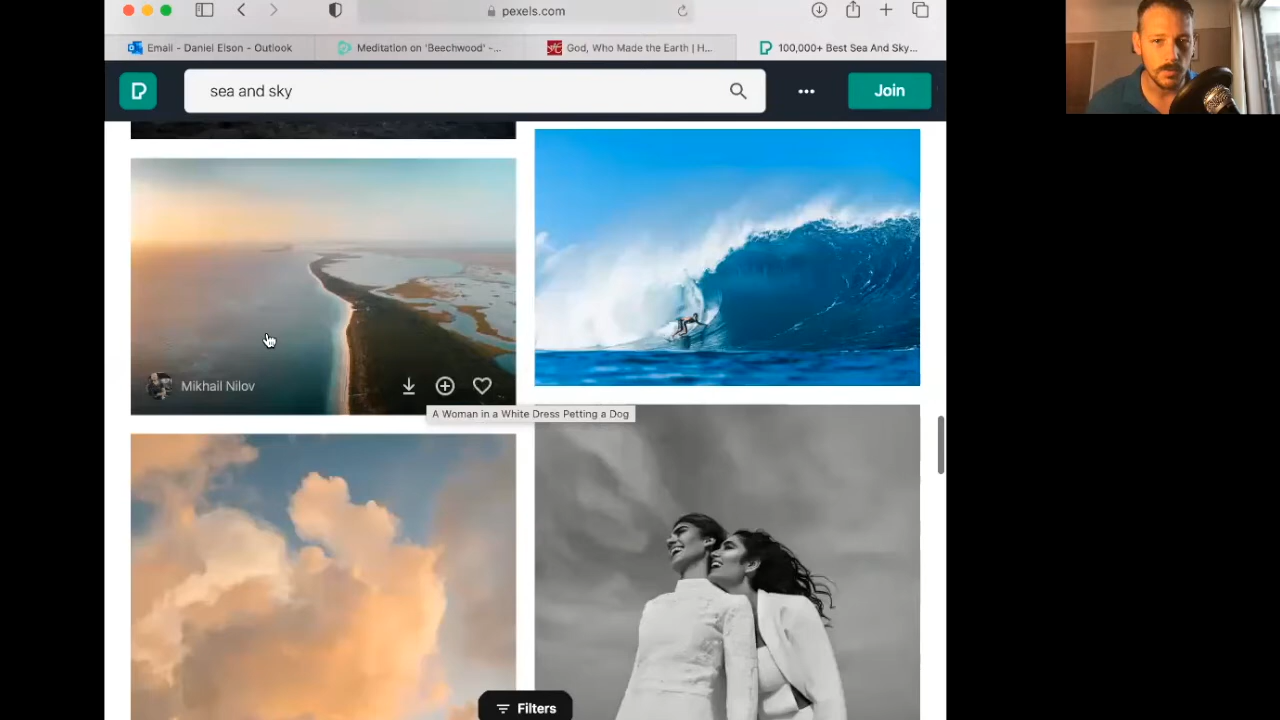 pexels.com
Email - Daniel Elson - Outlook
Meditation on 'Beechwood' -...
God, Who Made the Earth | H...
100,000+ Best Sea And Sky...
sea and sky
Join
Mikhail Nilov
A Woman in a White Dress Petting a Dog
Filters